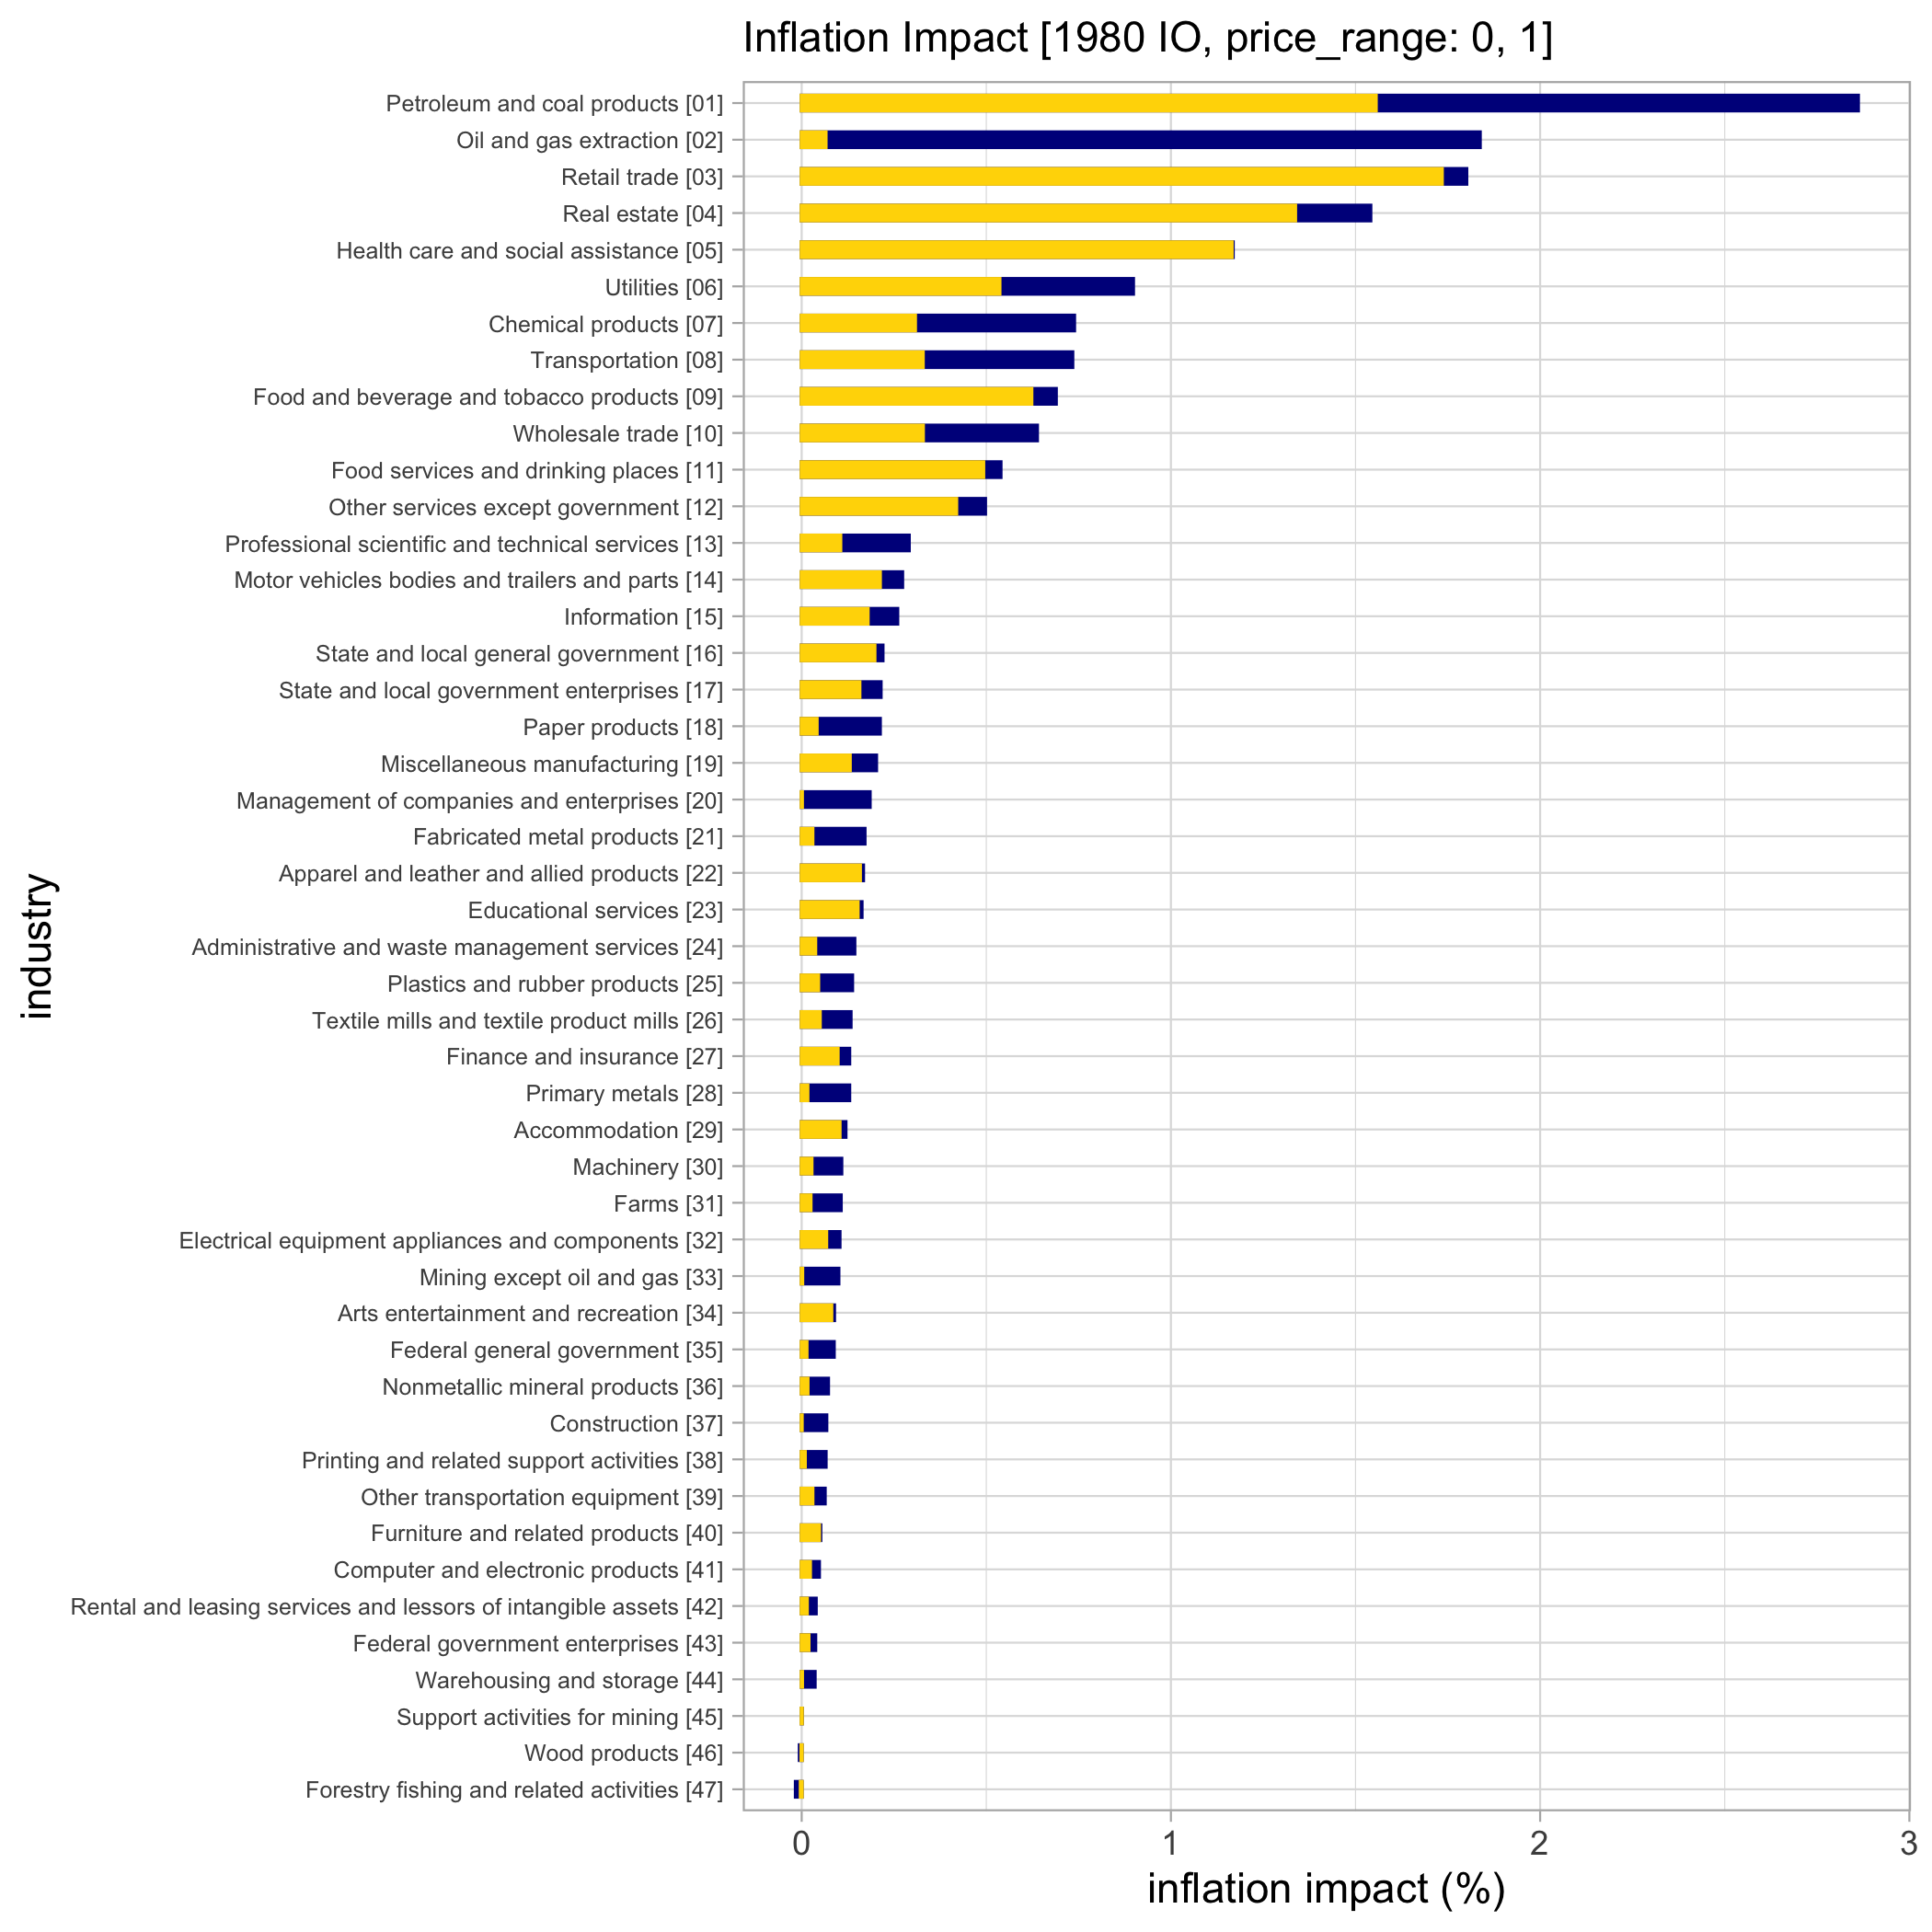 Inflation Impact [1980 IO, price_range: 0, 1]
Petroleum and coal products [01]
Oil and gas extraction [02]
Retail trade [03]
Real estate [04]
Health care and social assistance [05]
Utilities [06]
Chemical products [07]
Transportation [08]
Food and beverage and tobacco products [09]
Wholesale trade [10]
Food services and drinking places [11]
Other services except government [12]
Professional scientific and technical services [13]
Motor vehicles bodies and trailers and parts [14]
Information [15]
State and local general government [16]
State and local government enterprises [17]
Paper products [18]
Miscellaneous manufacturing [19]
Management of companies and enterprises [20]
Fabricated metal products [21]
Apparel and leather and allied products [22]
Educational services [23]
Administrative and waste management services [24]
Plastics and rubber products [25]
Textile mills and textile product mills [26]
Finance and insurance [27]
Primary metals [28]
Accommodation [29]
Machinery [30]
Farms [31]
Electrical equipment appliances and components [32]
Mining except oil and gas [33]
Arts entertainment and recreation [34]
Federal general government [35]
Nonmetallic mineral products [36]
Construction [37]
Printing and related support activities [38]
Other transportation equipment [39]
Furniture and related products [40]
Computer and electronic products [41]
Rental and leasing services and lessors of intangible assets [42]
Federal government enterprises [43]
Warehousing and storage [44]
Support activities for mining [45]
Wood products [46]
Forestry fishing and related activities [47]
industry
0 1 2 3
inflation impact (%)